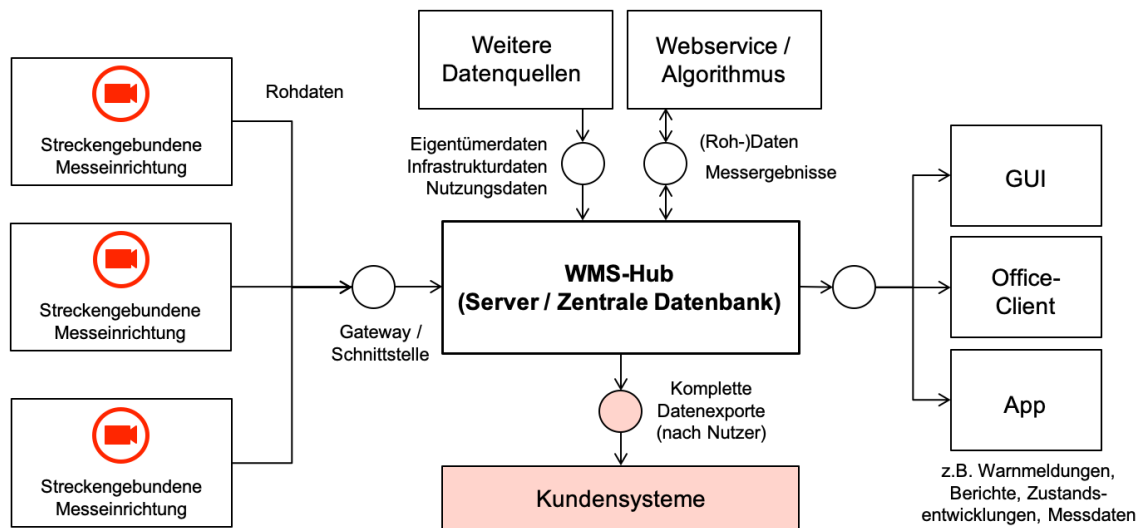 Streckengebundene
Messeinrichtung
Streckengebundene
Messeinrichtung
Streckengebundene
Messeinrichtung
Rohdaten
Gateway /
Schnittstelle
Weitere
Datenquellen
Eigentümerdaten
Infrastrukturdaten
Nutzungsdaten
Webservice /
Algorithmus
(Roh-)Daten
Messergebnisse
WMS-Hub
(Server / Zentrale Datenbank)
Komplette
Datenexporte
(nach Nutzer)
Kundensysteme
GUI
Office-
Client
App
z.B. Warnmeldungen,
Berichte, Zustands-
entwicklungen, Messdaten